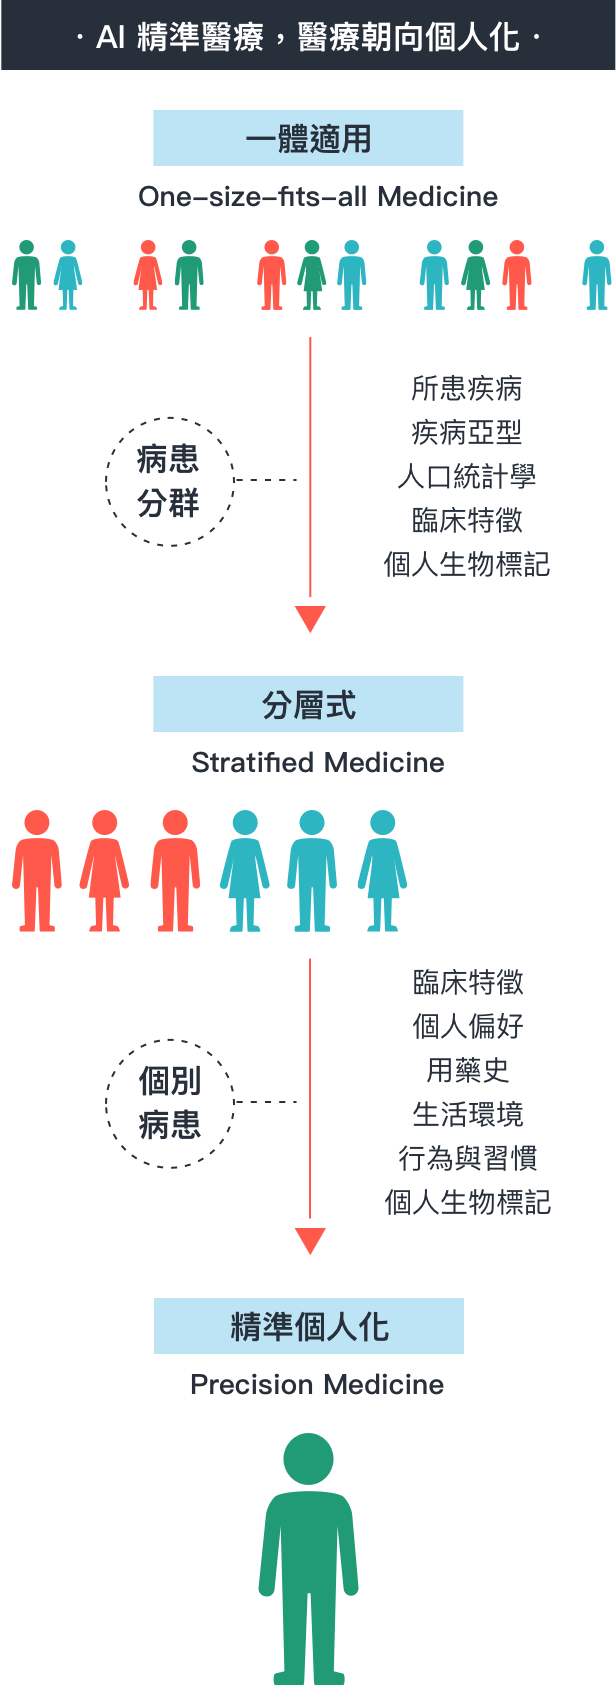 · AI 精準醫療，醫療朝向個人化 ·
一體適用
One-size-fits-all Medicine
病患
分群
所患疾病
疾病亞型
人口統計學
臨床特徵
個人生物標記
分層式
Stratified Medicine
個別
病患
臨床特徵
個人偏好
用藥史
生活環境
行為與習慣
個人生物標記
精準個人化
Precision Medicine